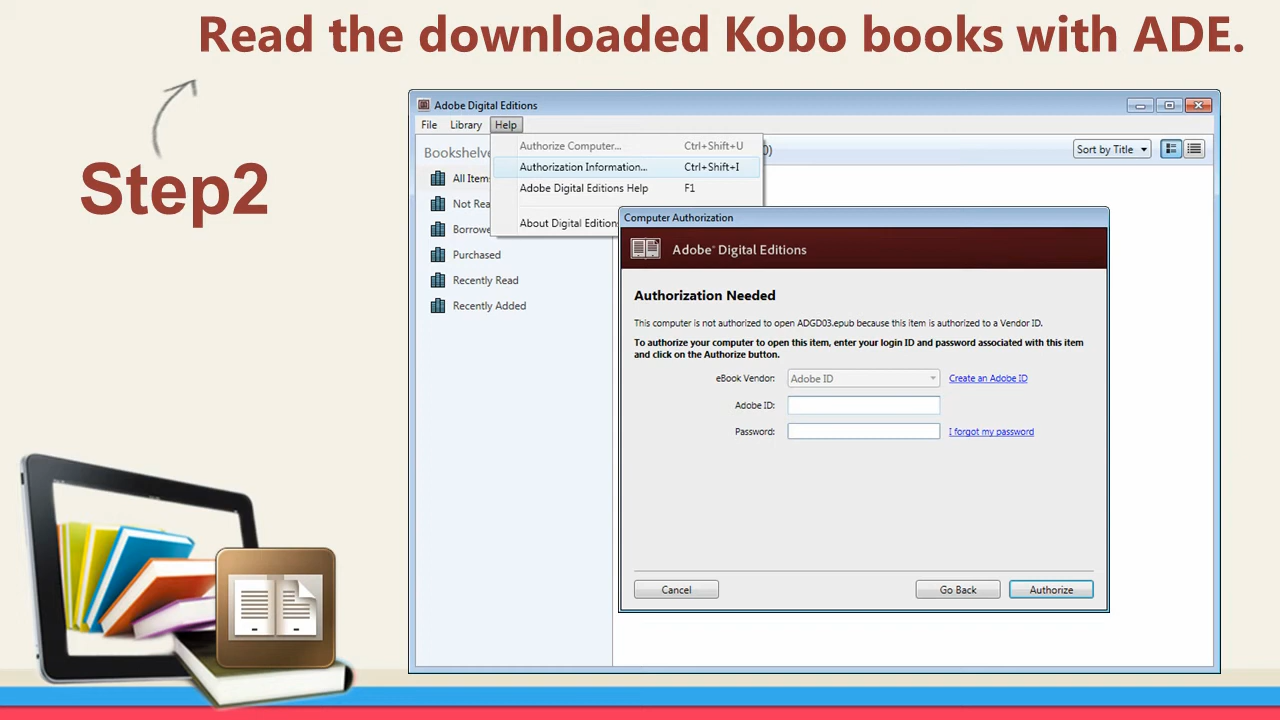 Read the downloaded Kobo books with ADE.
Step2
Adobe Digital Editions
File Library Help
Authorize Computer... Ctrl+Shift+U
Authorization Information... Ctrl+Shift+I
Adobe Digital Editions Help F1
About Digital Edition
Bookshelve
0)
Sort by Title
All Item
Not Rea
Borrowe
Purchased
Recently Read
Recently Added
Computer Authorization
Adobe® Digital Editions
Authorization Needed
This computer is not authorized to open ADGD03.epub because this item is authorized to a Vendor ID.
To authorize your computer to open this item, enter your login ID and password associated with this item
and click on the Authorize button.
eBook Vendor: Adobe ID Create an Adobe ID
Adobe ID:
Password: I forgot my password
Cancel Go Back Authorize